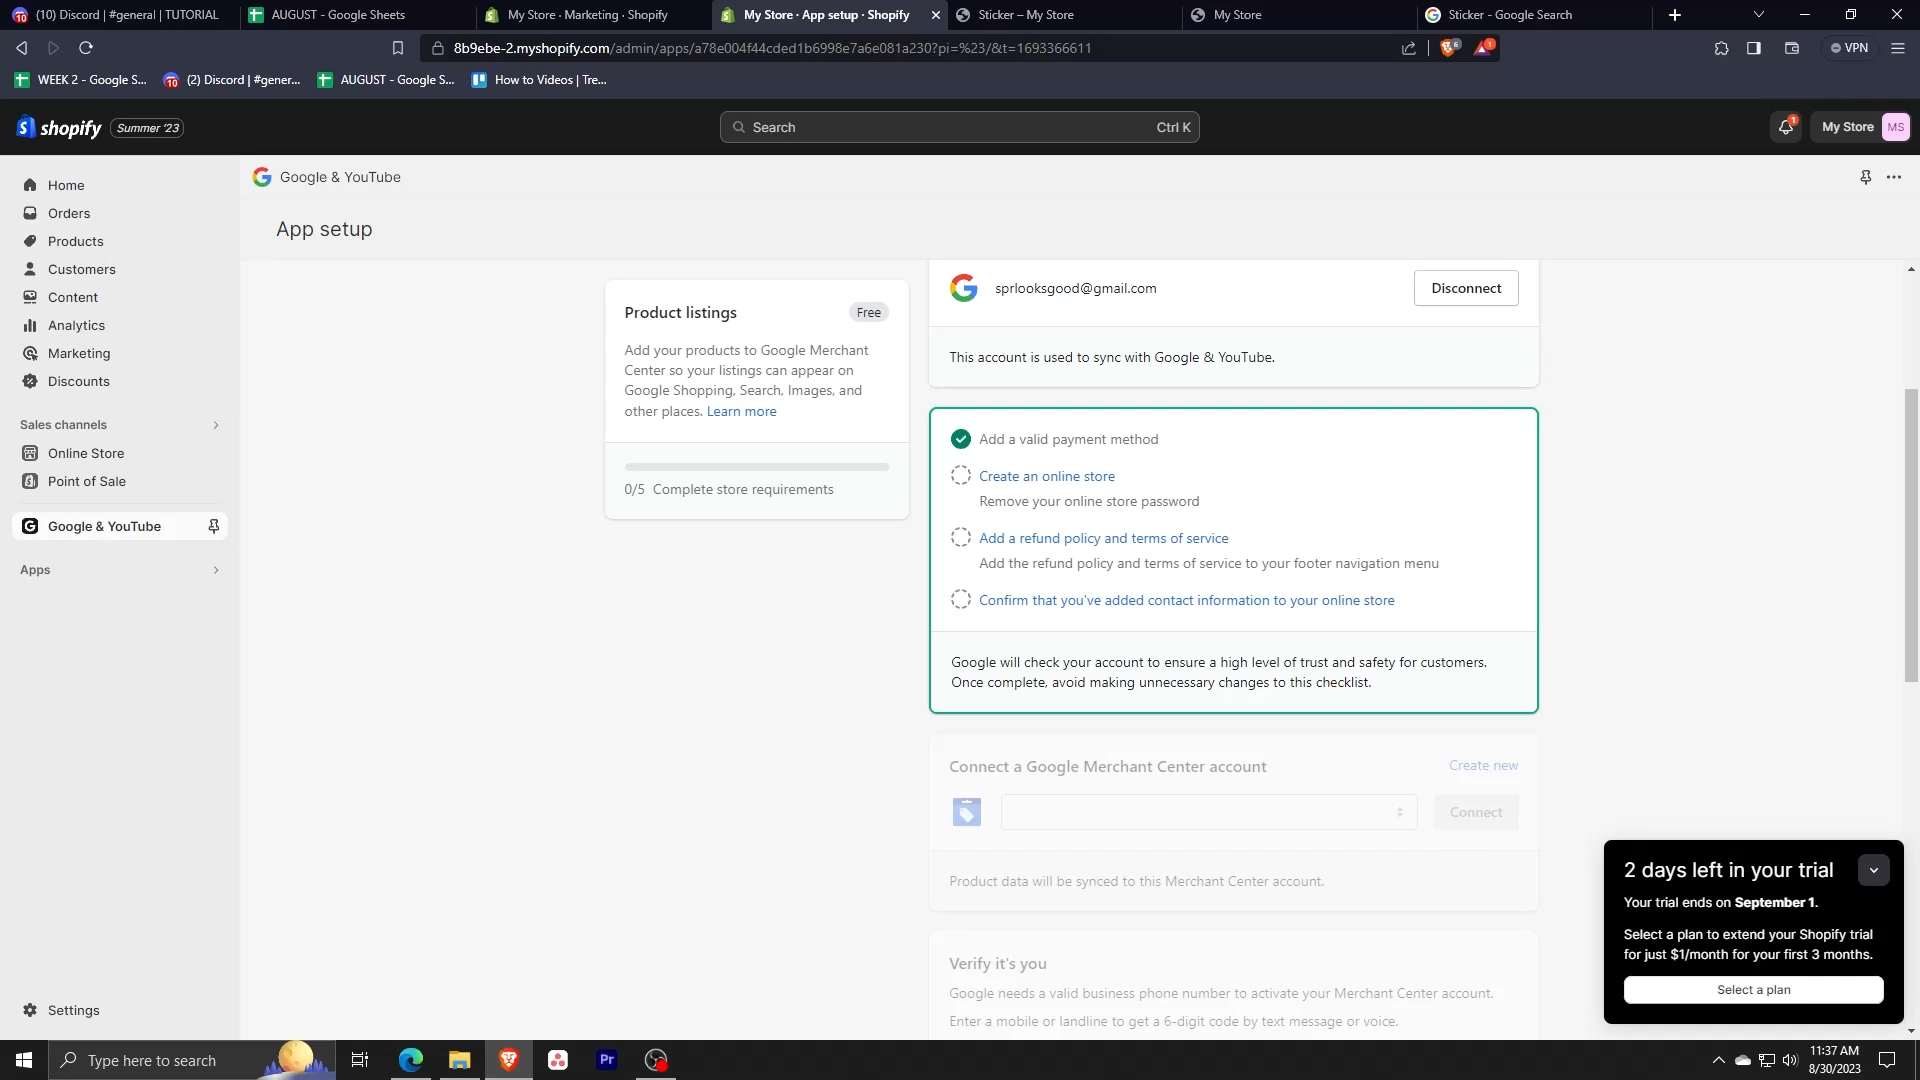 (10) Discord | #general | TUTORIAL
AUGUST - Google Sheets
My Store · Marketing · Shopify
My Store · App setup · Shopify
Sticker – My Store
My Store
Sticker - Google Search
8b9ebe-2.myshopify.com/admin/apps/a78e004f44cded1b6998e7a6e081a230?pi=%23/&t=1693366611
6
1
VPN
WEEK 2 - Google S...
(2) Discord | #gener...
AUGUST - Google S...
How to Videos | Tre...
shopify
Summer '23
Search
Ctrl K
1
My Store
MS
Home
Orders
Products
Customers
Content
Analytics
Marketing
Discounts
Sales channels
Online Store
Point of Sale
Google & YouTube
Apps
Settings
Google & YouTube
App setup
Product listings
Free
Add your products to Google Merchant
Center so your listings can appear on
Google Shopping, Search, Images, and
other places. Learn more
0/5 Complete store requirements
sprlooksgood@gmail.com
Disconnect
This account is used to sync with Google & YouTube.
Add a valid payment method
Create an online store
Remove your online store password
Add a refund policy and terms of service
Add the refund policy and terms of service to your footer navigation menu
Confirm that you've added contact information to your online store
Google will check your account to ensure a high level of trust and safety for customers.
Once complete, avoid making unnecessary changes to this checklist.
Connect a Google Merchant Center account
Create new
Connect
Product data will be synced to this Merchant Center account.
Verify it's you
Google needs a valid business phone number to activate your Merchant Center account.
Enter a mobile or landline to get a 6-digit code by text message or voice.
2 days left in your trial
Your trial ends on September 1.
Select a plan to extend your Shopify trial
for just $1/month for your first 3 months.
Select a plan
Type here to search
Pr
11:37 AM
8/30/2023